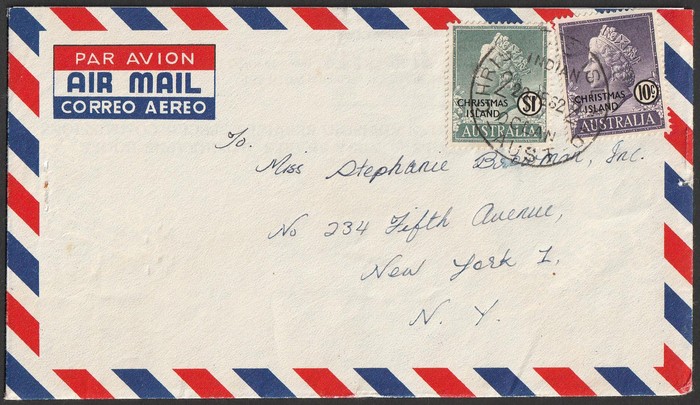 PAR AVION
AIR MAIL
CORREO AEREO
CHRISTMAS
ISLAND
$1
AUSTRALIA
CHRISTMAS
ISLAND
10c
AUSTRALIA
INDIAN
To.
Miss Stephanie Inc.
No 234 Fifth Avenue,
New York 1.
N. Y.